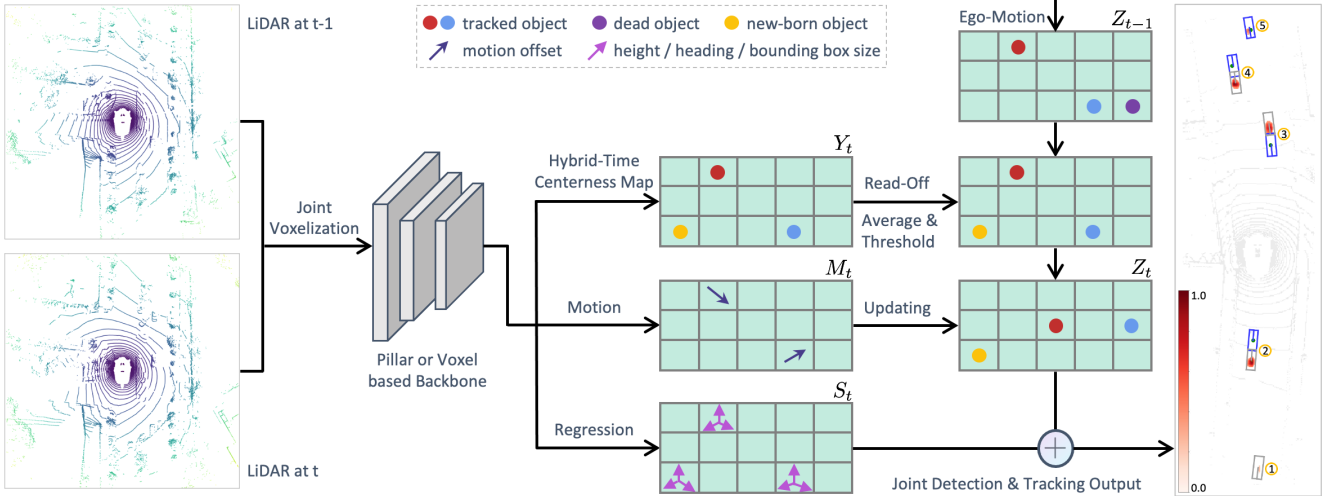 LiDAR at t-1
tracked object
dead object
new-born object
motion offset
height / heading / bounding box size
Ego-Motion
Z_{t-1}
Joint
Voxelization
Pillar or Voxel
based Backbone
Hybrid-Time
Centerness Map
Y_t
Read-Off
Average &
Threshold
Motion
M_t
Updating
Z_t
Regression
S_t
Joint Detection & Tracking Output
LiDAR at t
5
4
3
2
1
1.0
0.0